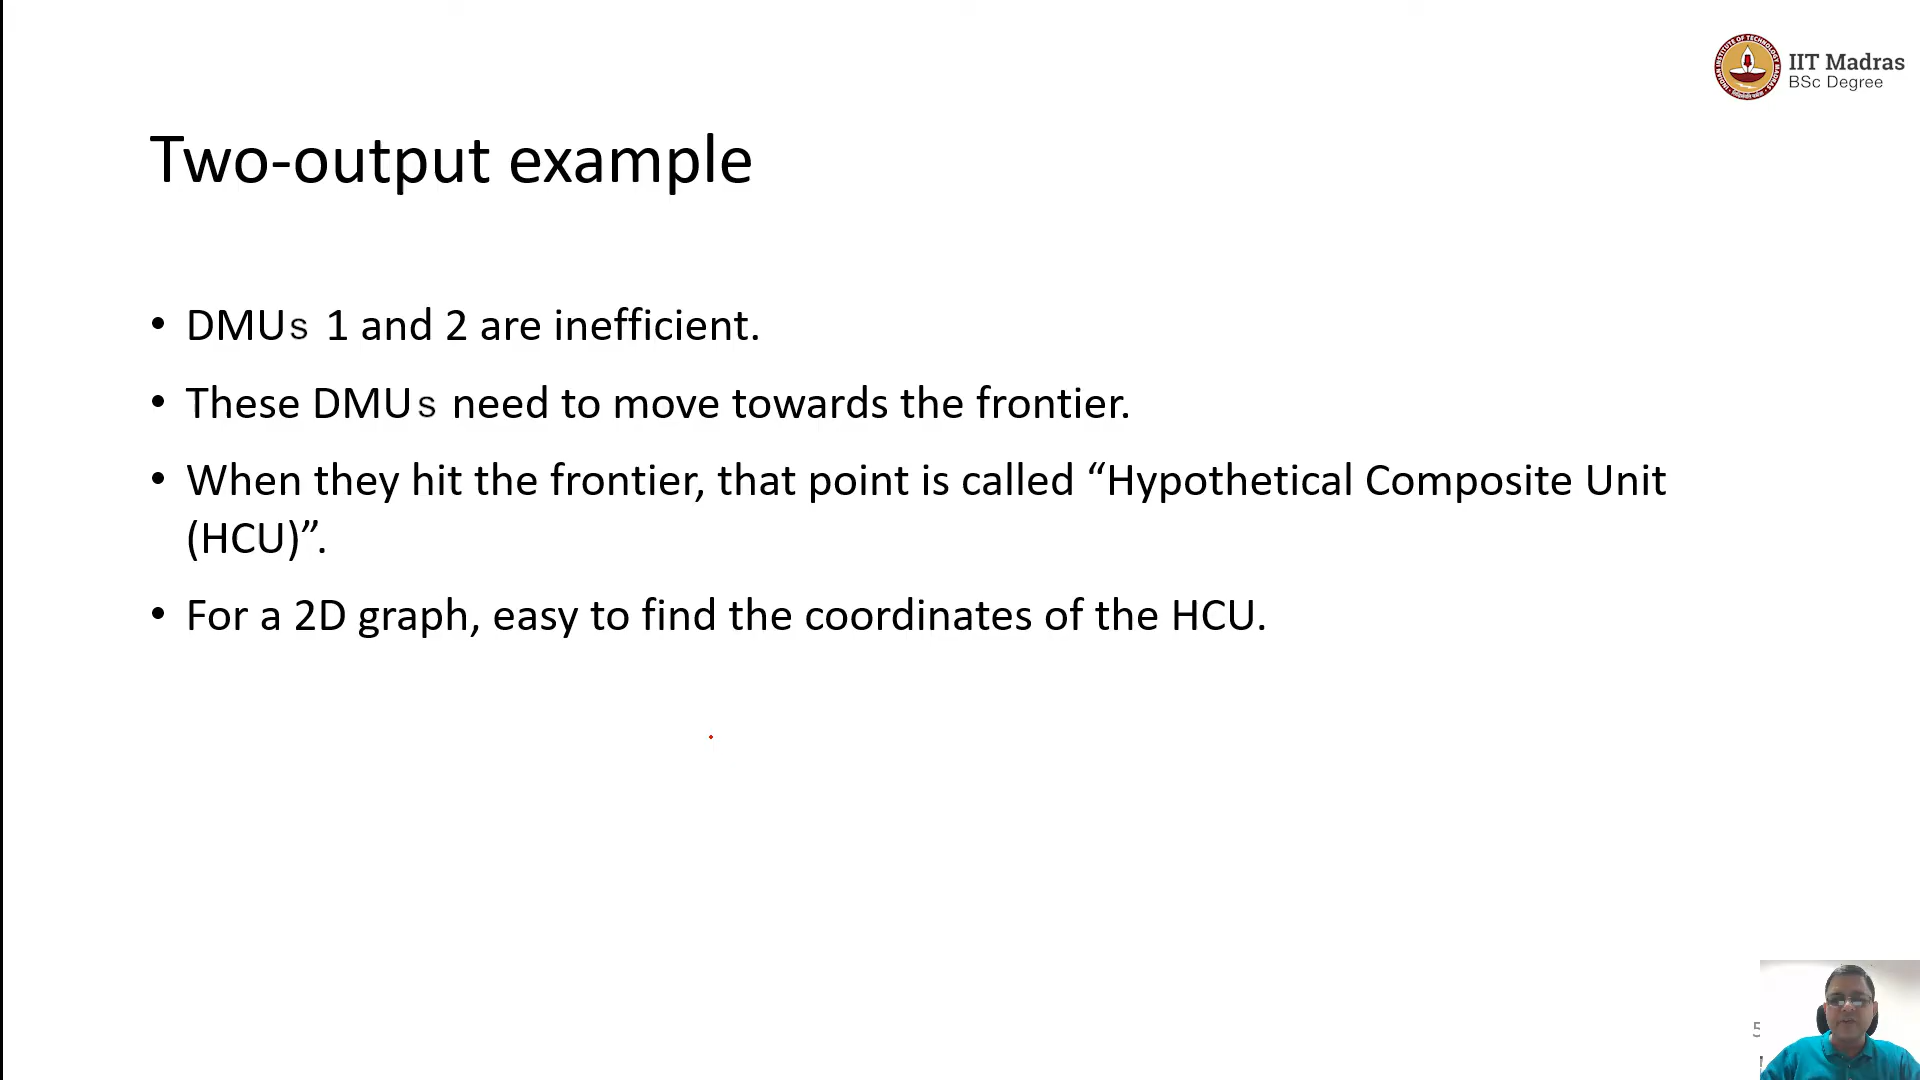 IIT Madras
BSc Degree
Two-output example
• DMUs 1 and 2 are inefficient.
• These DMUs need to move towards the frontier.
• When they hit the frontier, that point is called “Hypothetical Composite Unit
(HCU)”.
• For a 2D graph, easy to find the coordinates of the HCU.
5